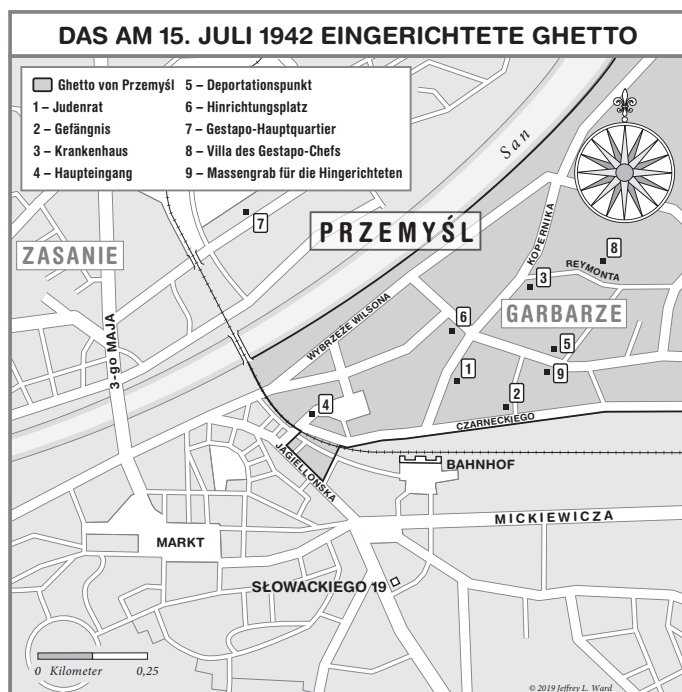 DAS AM 15. JULI 1942 EINGERICHTETE GHETTO
Ghetto von Przemyśl
1 – Judenrat
2 – Gefängnis
3 – Krankenhaus
4 – Haupteingang
5 – Deportationspunkt
6 – Hinrichtungsplatz
7 – Gestapo-Hauptquartier
8 – Villa des Gestapo-Chefs
9 – Massengrab für die Hingerichteten
San
7
PRZEMYŚL
ZASANIE
KOPERNIKA
8
REYMONTA
3
GARBARZE
WYBRZEŻE WILSONA
6
3-go MAJA
5
9
1
2
4
CZARNECKIEGO
JAGIELLOŃSKA
BAHNHOF
MICKIEWICZA
MARKT
SŁOWACKIEGO 19
0 Kilometer 0,25
© 2019 Jeffrey L. Ward